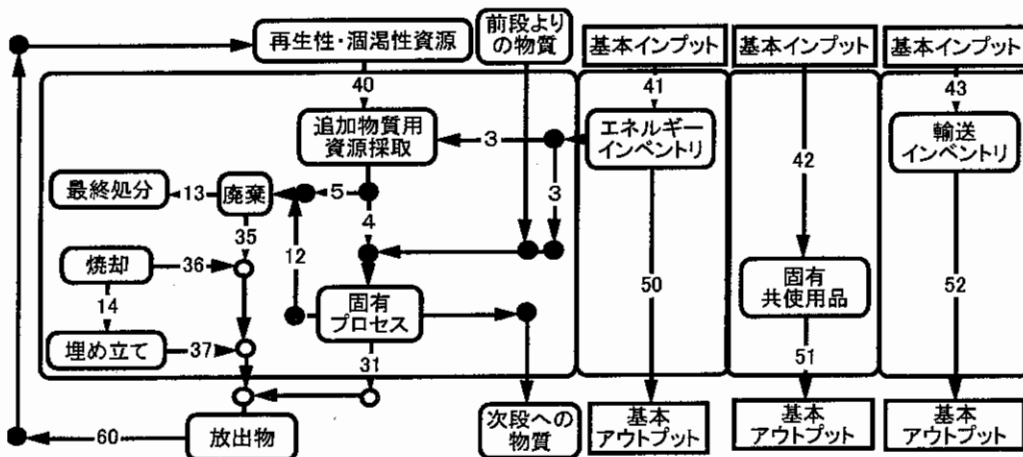 再生性・涸渇性資源
前段より
の物質
基本インプット
基本インプット
基本インプット
40
41
43
追加物質用
資源採取
3
エネルギー
インベントリ
42
輸送
インベントリ
最終処分
13
廃棄
5
4
3
35
12
焼却
36
14
固有
プロセス
50
固有
共使用品
52
埋め立て
37
31
51
60
放出物
次段への
物質
基本
アウトプット
基本
アウトプット
基本
アウトプット